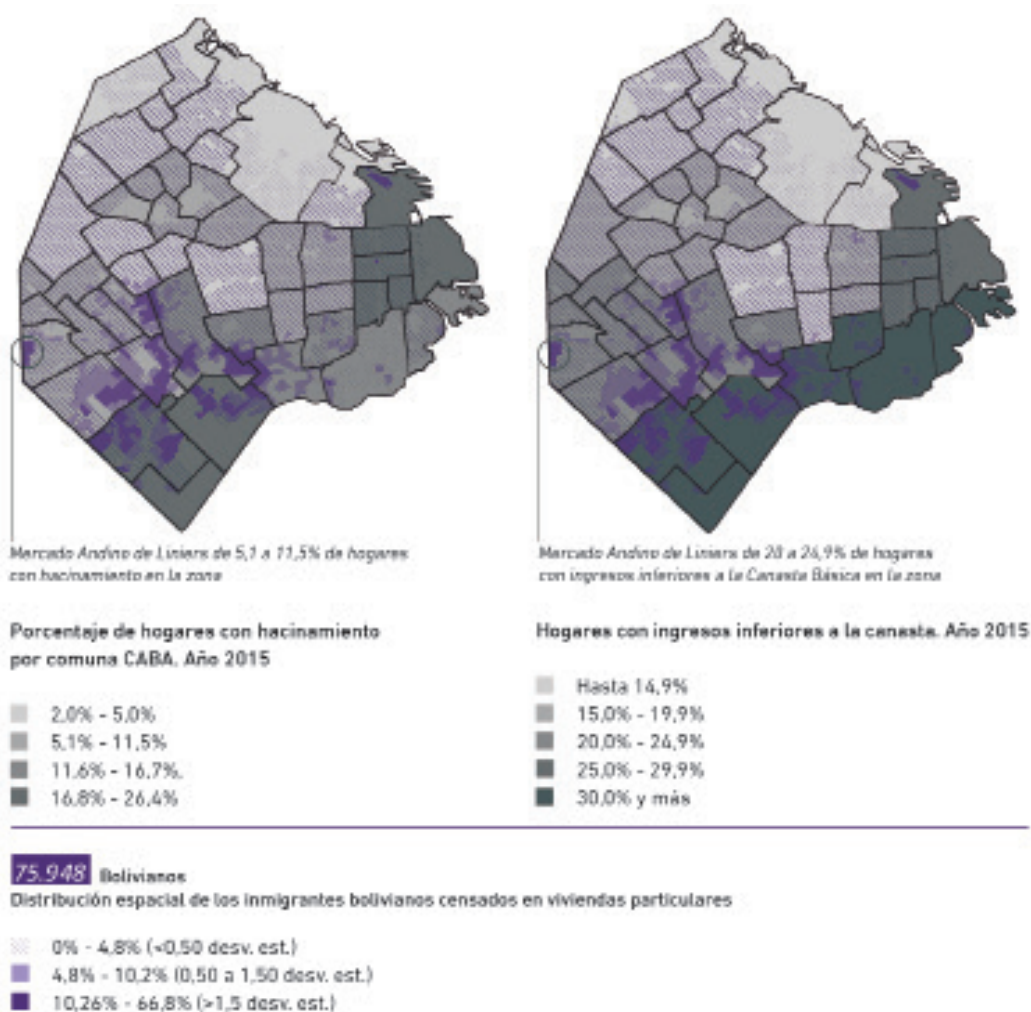 Mercado Andino de Liniers de 5,1 a 11,5% de hogares
con hacinamiento en la zona
Mercado Andino de Liniers de 20 a 24,9% de hogares
con ingresos inferiores a la Canasta Básica en la zona
Porcentaje de hogares con hacinamiento
por comuna CABA. Año 2015
2,0% - 5,0%
5,1% - 11,5%
11,6% - 16,7%.
16,8% - 26,4%
Hogares con ingresos inferiores a la canasta. Año 2015
Hasta 14,9%
15,0% - 19,9%
20,0% - 24,9%
25,0% - 29,9%
30,0% y más
75.948 Bolivianos
Distribución espacial de los inmigrantes bolivianos censados en viviendas particulares
0% - 4,8% (<0,50 desv. est.)
4,8% - 10,2% (0,50 a 1,50 desv. est.)
10,26% - 66,8% (>1,5 desv. est.)